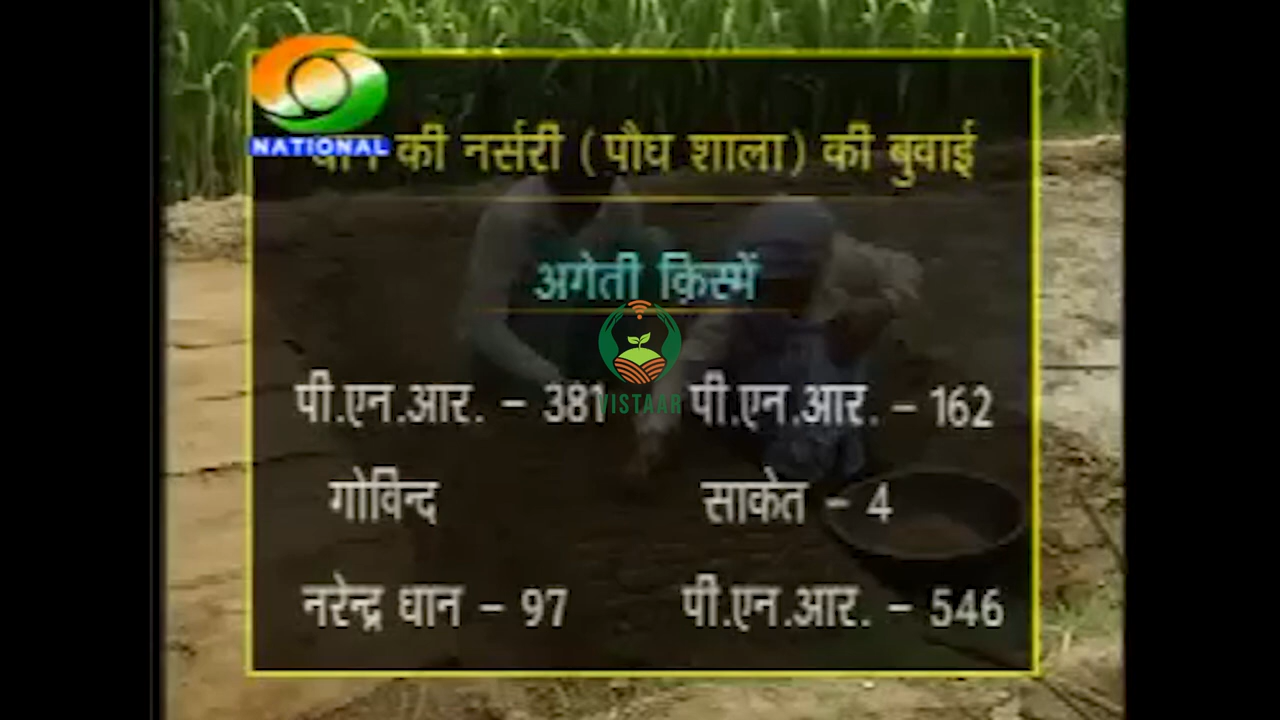 NATIONAL
की नर्सरी (पौध शाला) की बुवाई
अगेती क़िस्में
पी.एन.आर. - 381 पी.एन.आर. - 162
VISTAAR
गोविन्द साकेत - 4
नरेन्द्र धान - 97 पी.एन.आर. - 546